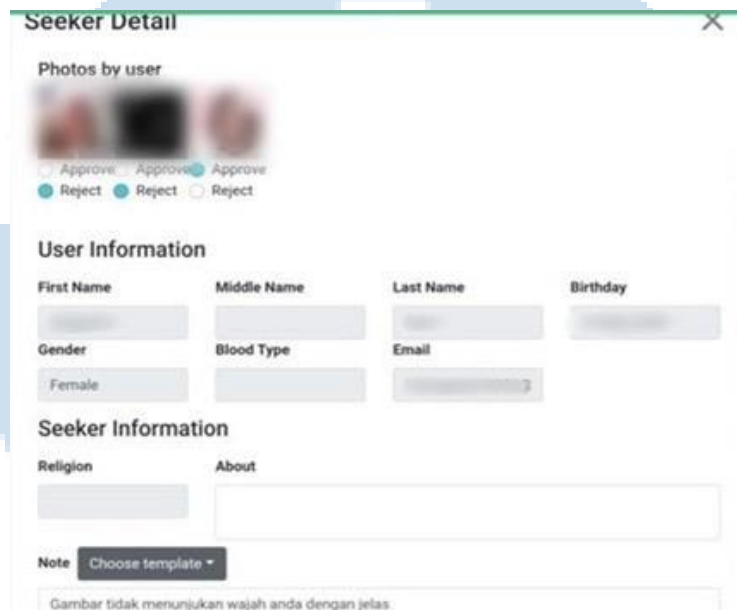 Seeker Detail ×
Photos by user
Approve Approve Approve
Reject Reject Reject
User Information
First Name Middle Name Last Name Birthday
Gender Blood Type Email
Female 3
Seeker Information
Religion About
Note Choose template
Gambar tidak menunjukan wajah anda dengan jelas